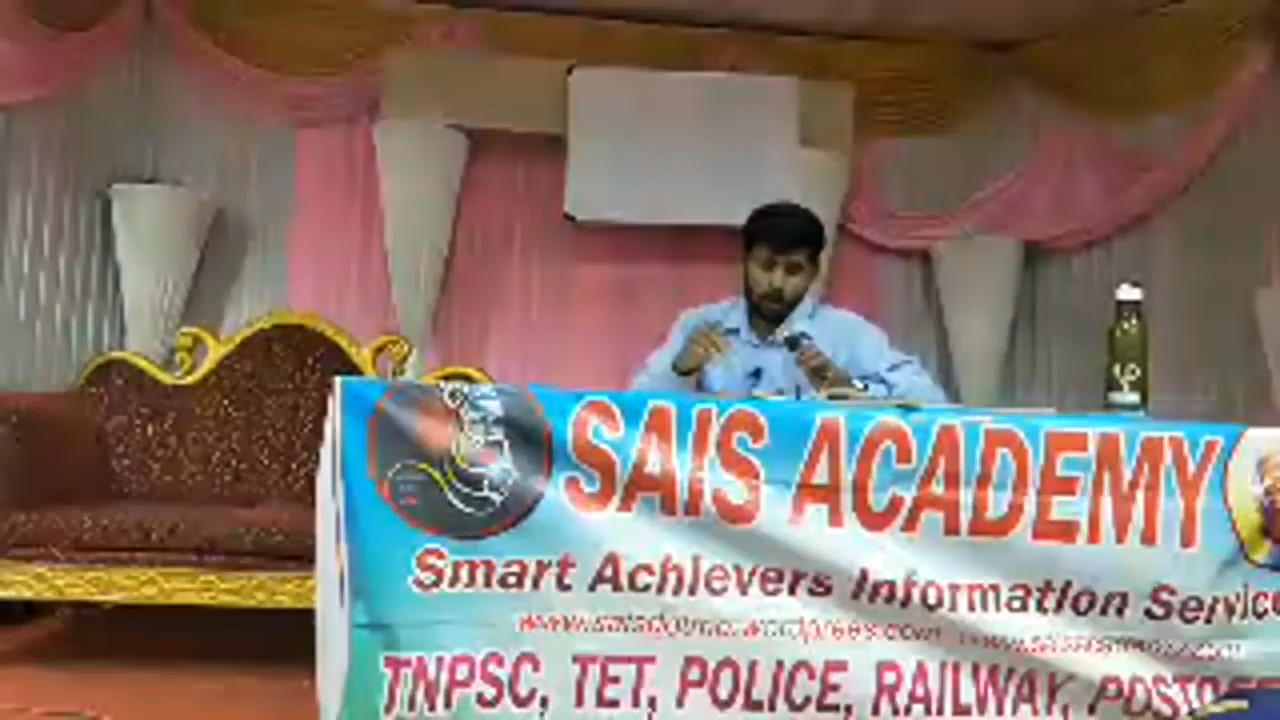 SAIS ACADEMY
Smart Achievers Information Service
TNPSC, TET, POLICE, RAILWAY,